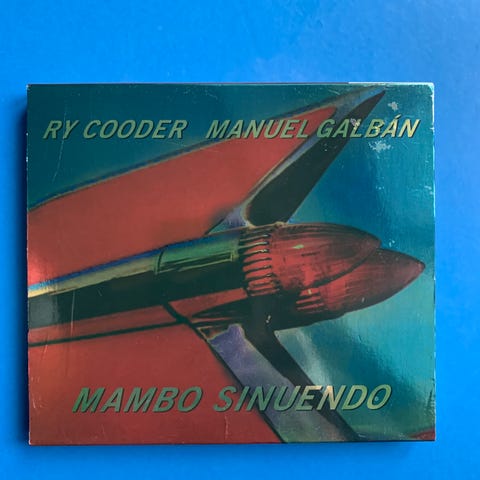 RY COODER MANUEL GALBÁN
MAMBO SINUENDO